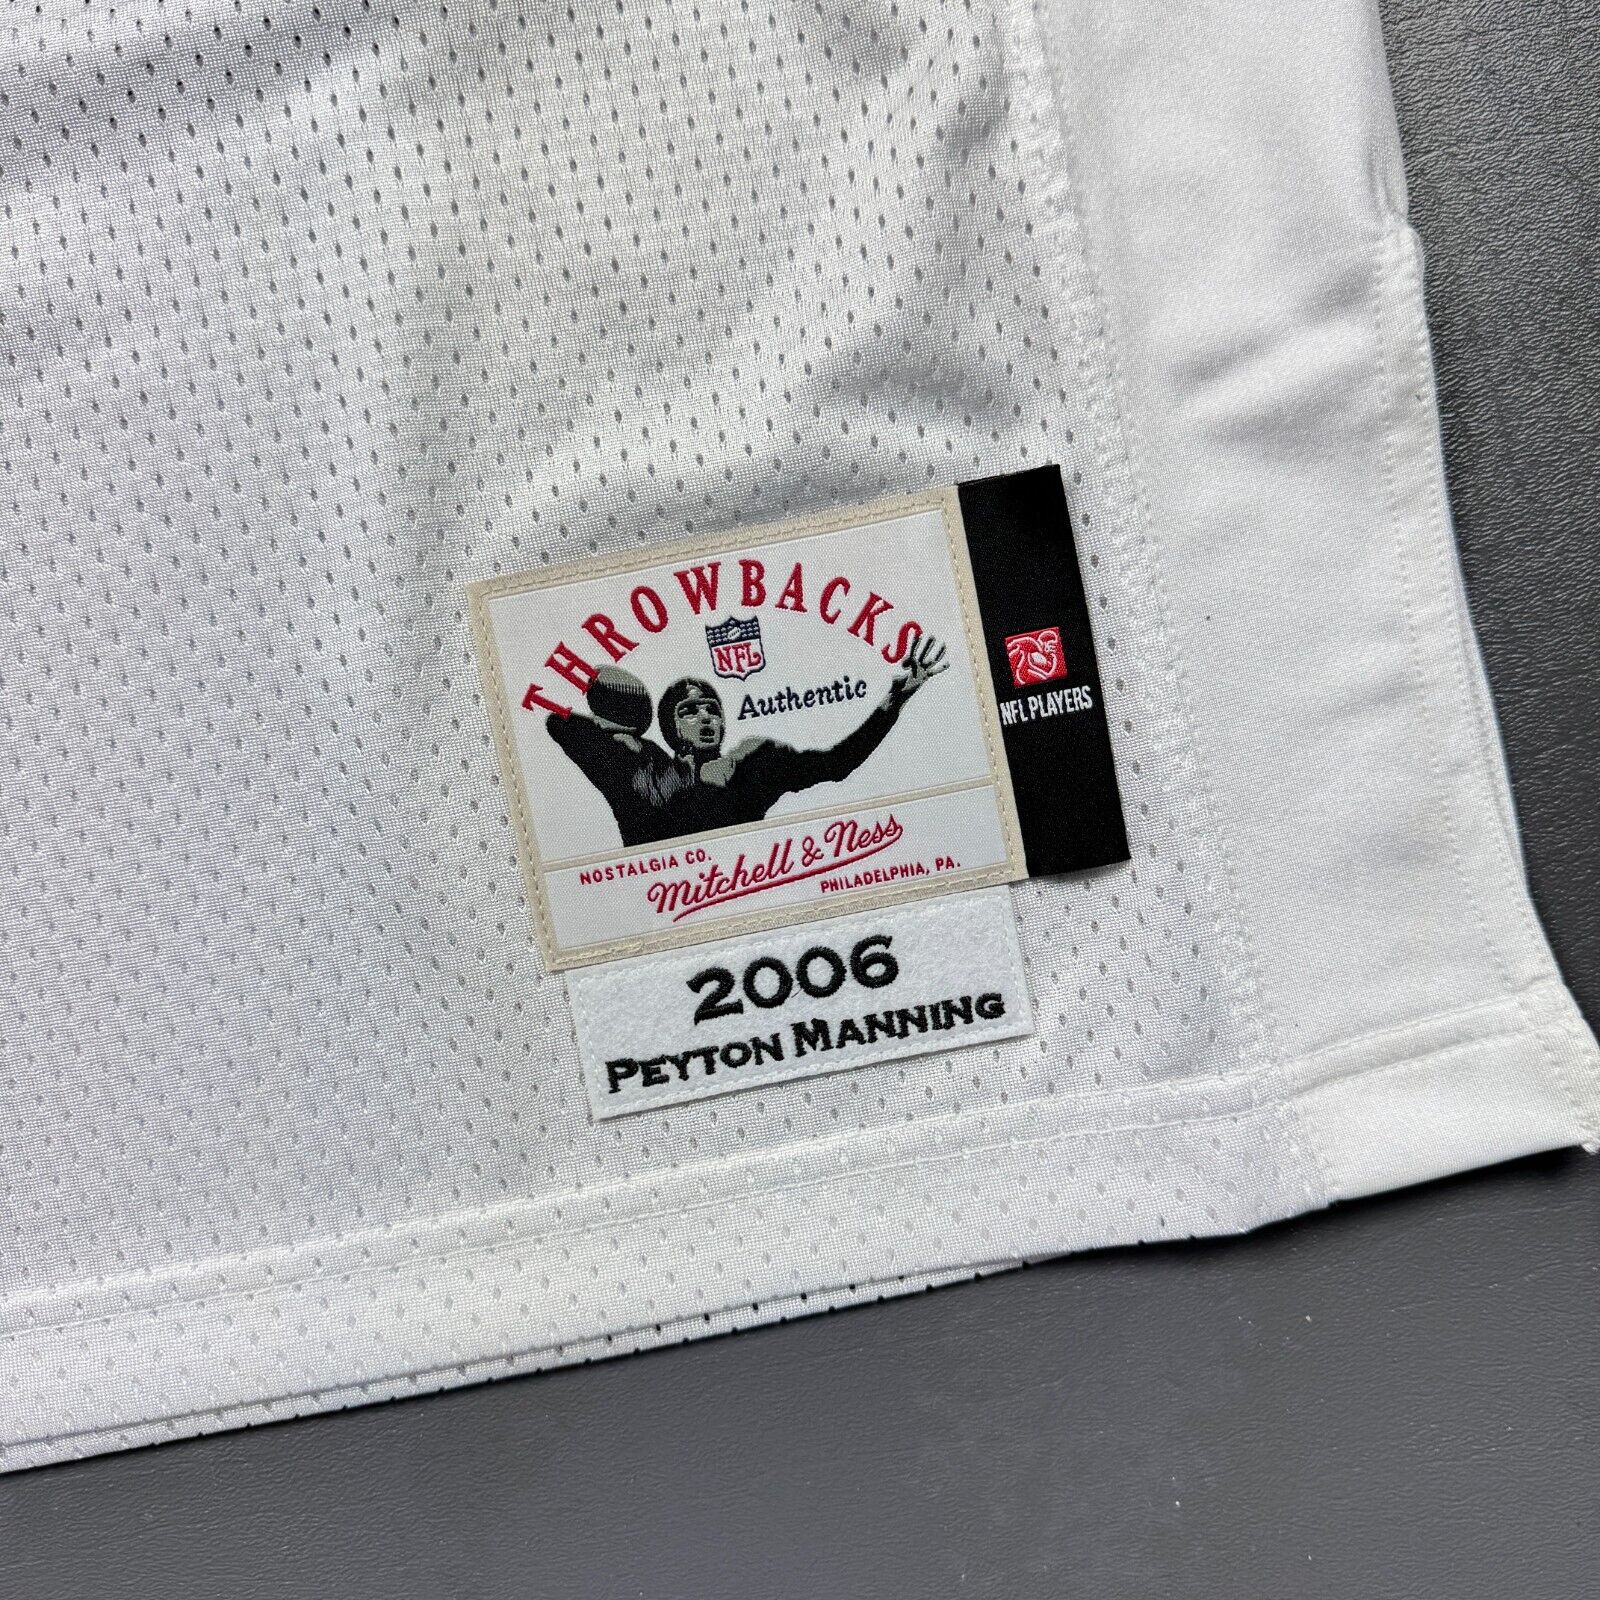 THROWBACKS
NFL
Authentic
NFL PLAYERS
NOSTALGIA CO.
Mitchell & Ness
PHILADELPHIA, PA.
2006
PEYTON MANNING